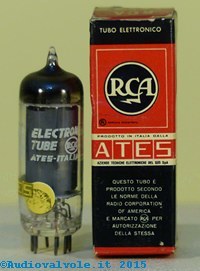 TUBO ELETTRONICO
RCA
PRODOTTO IN ITALIA DALLA
ATES
AZIENDE TECNICHE ELETTRONICHE DEL SUD SpA
QUESTO TUBO È
PRODOTTO SECONDO
LE NORME DELLA
RADIO CORPORATION
OF AMERICA
E MARCATO RCA PER
AUTORIZZAZIONE
DELLA STESSA
ELECTRON
TUBE
ATES-ITAL
©Audiovalvole.it 2015